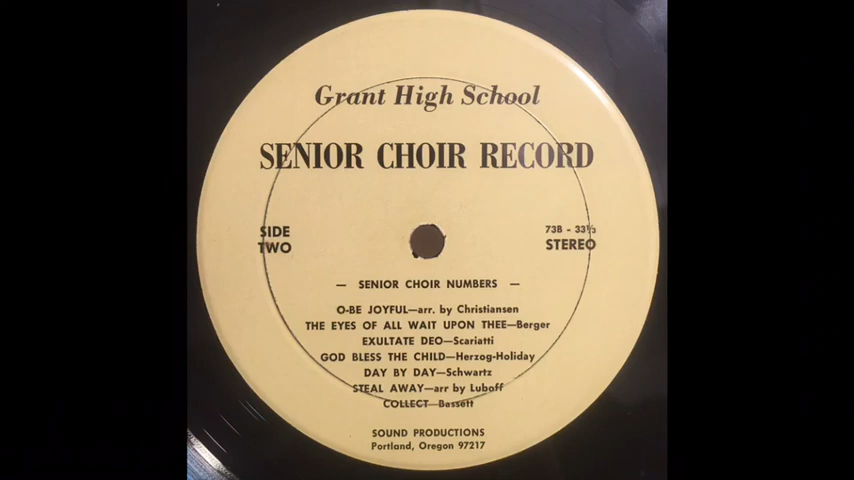 Grant High School
SENIOR CHOIR RECORD
SIDE
TWO
73B - 33⅓
STEREO
— SENIOR CHOIR NUMBERS —
O-BE JOYFUL—arr. by Christiansen
THE EYES OF ALL WAIT UPON THEE—Berger
EXULTATE DEO—Scariatti
GOD BLESS THE CHILD—Herzog-Holiday
DAY BY DAY—Schwartz
STEAL AWAY—arr by Luboff
COLLECT—Bassett
SOUND PRODUCTIONS
Portland, Oregon 97217